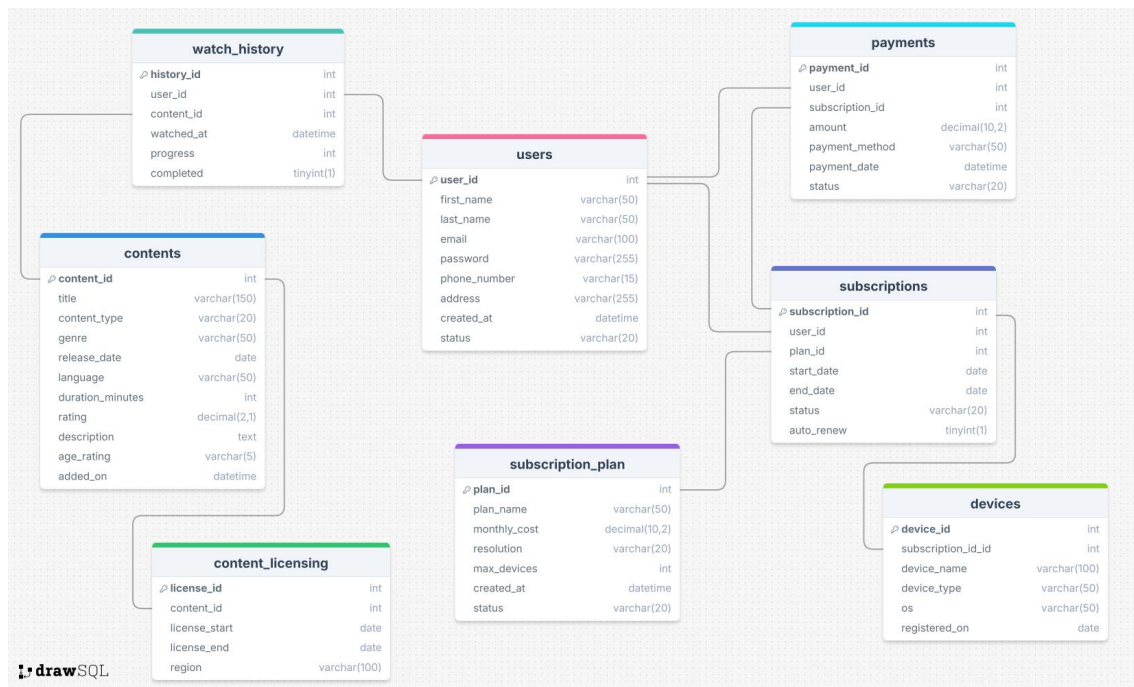 watch_history
history_id int
user_id int
content_id int
watched_at datetime
progress int
completed tinyint(1)
payments
payment_id int
user_id int
subscription_id int
amount decimal(10,2)
payment_method varchar(50)
payment_date datetime
status varchar(20)
users
user_id int
first_name varchar(50)
last_name varchar(50)
email varchar(100)
password varchar(255)
phone_number varchar(15)
address varchar(255)
created_at datetime
status varchar(20)
contents
content_id int
title varchar(150)
content_type varchar(20)
genre varchar(50)
release_date date
language varchar(50)
duration_minutes int
rating decimal(2,1)
description text
age_rating varchar(5)
added_on datetime
subscriptions
subscription_id int
user_id int
plan_id int
start_date date
end_date date
status varchar(20)
auto_renew tinyint(1)
subscription_plan
plan_id int
plan_name varchar(50)
monthly_cost decimal(10,2)
resolution varchar(20)
max_devices int
created_at datetime
status varchar(20)
devices
device_id int
subscription_id_id int
device_name varchar(100)
device_type varchar(50)
os varchar(50)
registered_on date
content_licensing
license_id int
content_id int
license_start date
license_end date
region varchar(100)
drawSQL